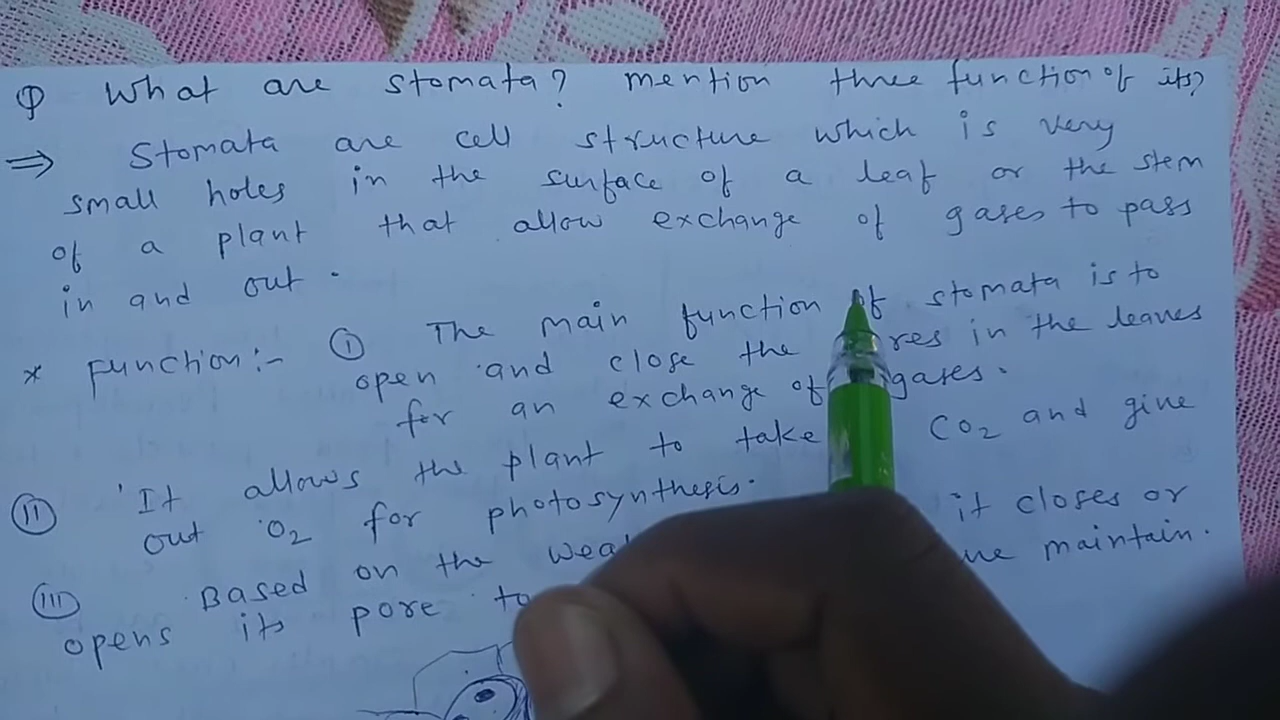 Q What are stomata? mention three function of its?
⇒ Stomata are cell structure which is very
small holes in the surface of a leaf or the stem
of a plant that allow exchange of gases to pass
in and out.
* Function:- (i) The main function of stomata is to
open and close the in the leaves
for an exchange of gases.
(ii) 'It allows the plant to take CO2 and give
out O2 for photosynthesis.
(iii) Based on the it closes or
opens its pore to maintain.